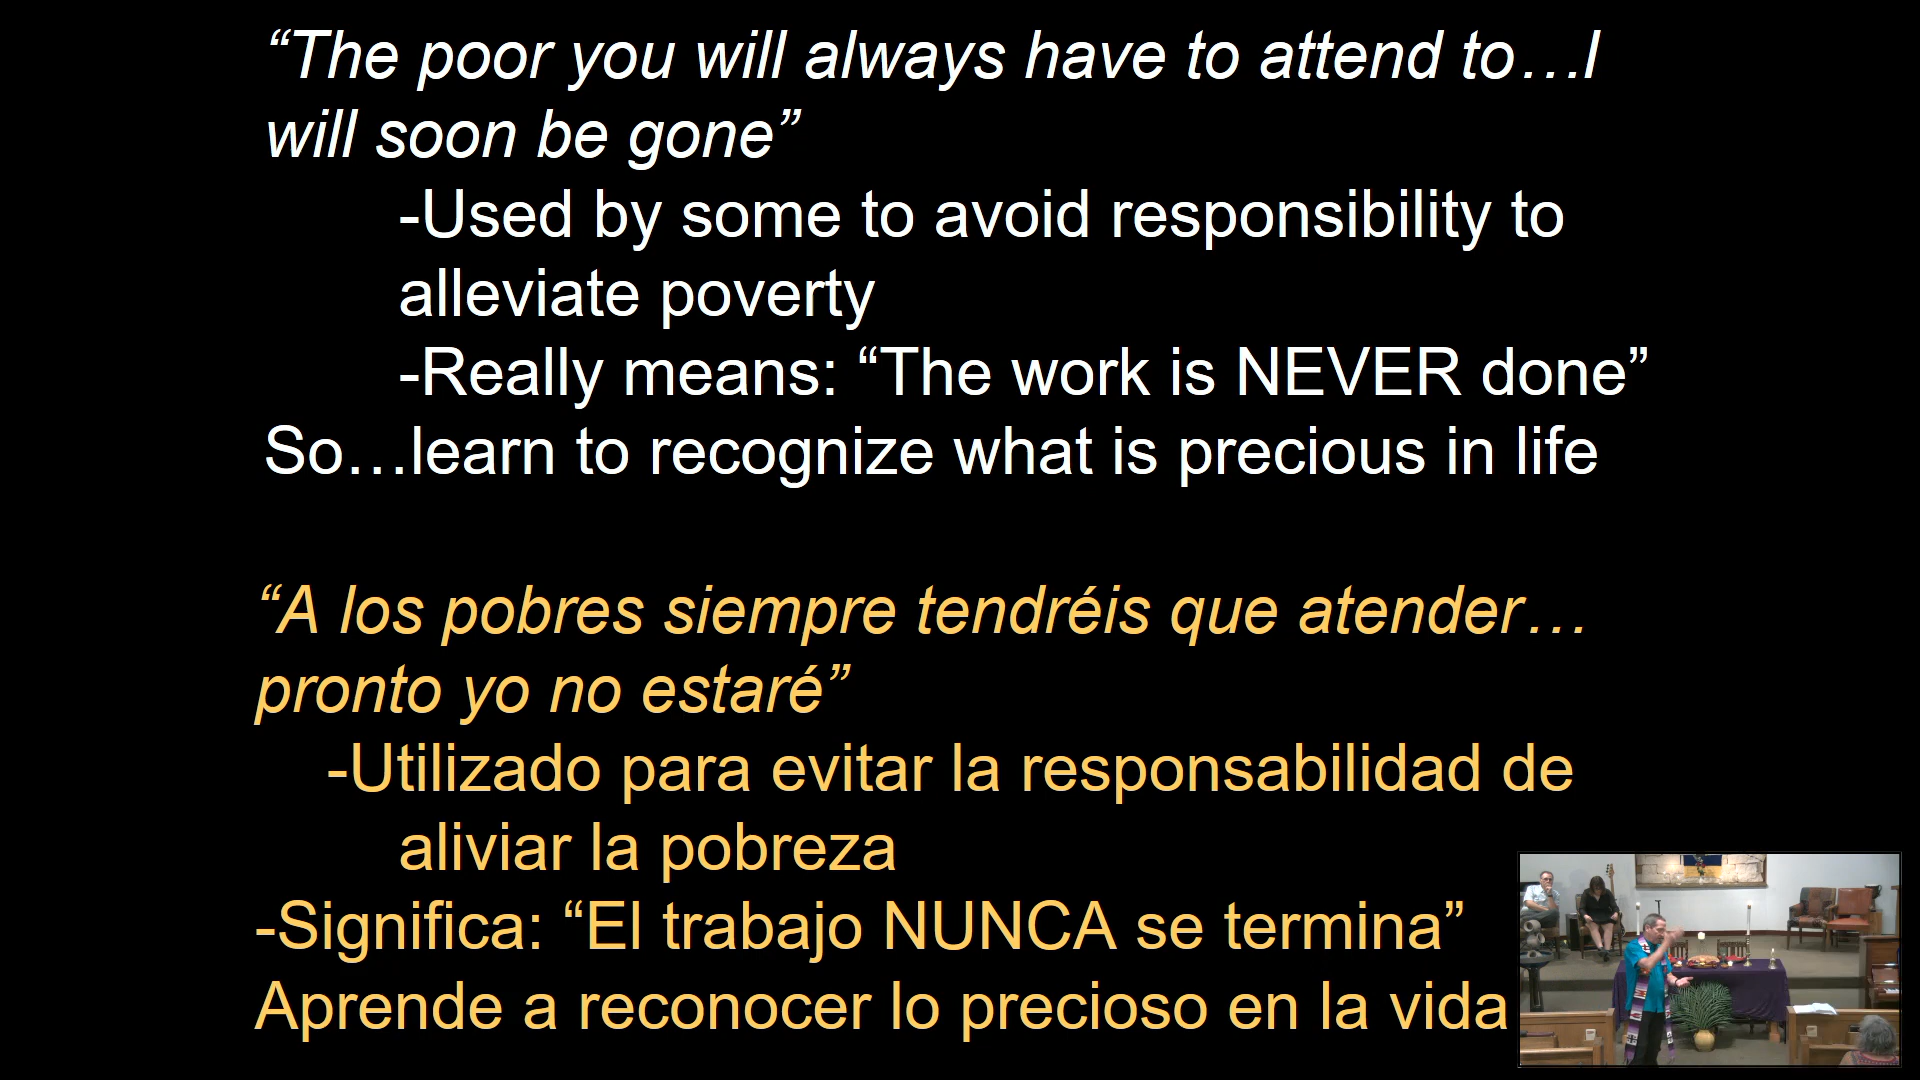 “The poor you will always have to attend to…I
will soon be gone”
-Used by some to avoid responsibility to
alleviate poverty
-Really means: “The work is NEVER done”
So…learn to recognize what is precious in life
“A los pobres siempre tendréis que atender…
pronto yo no estaré”
-Utilizado para evitar la responsabilidad de
aliviar la pobreza
-Significa: “El trabajo NUNCA se termina”
Aprende a reconocer lo precioso en la vida